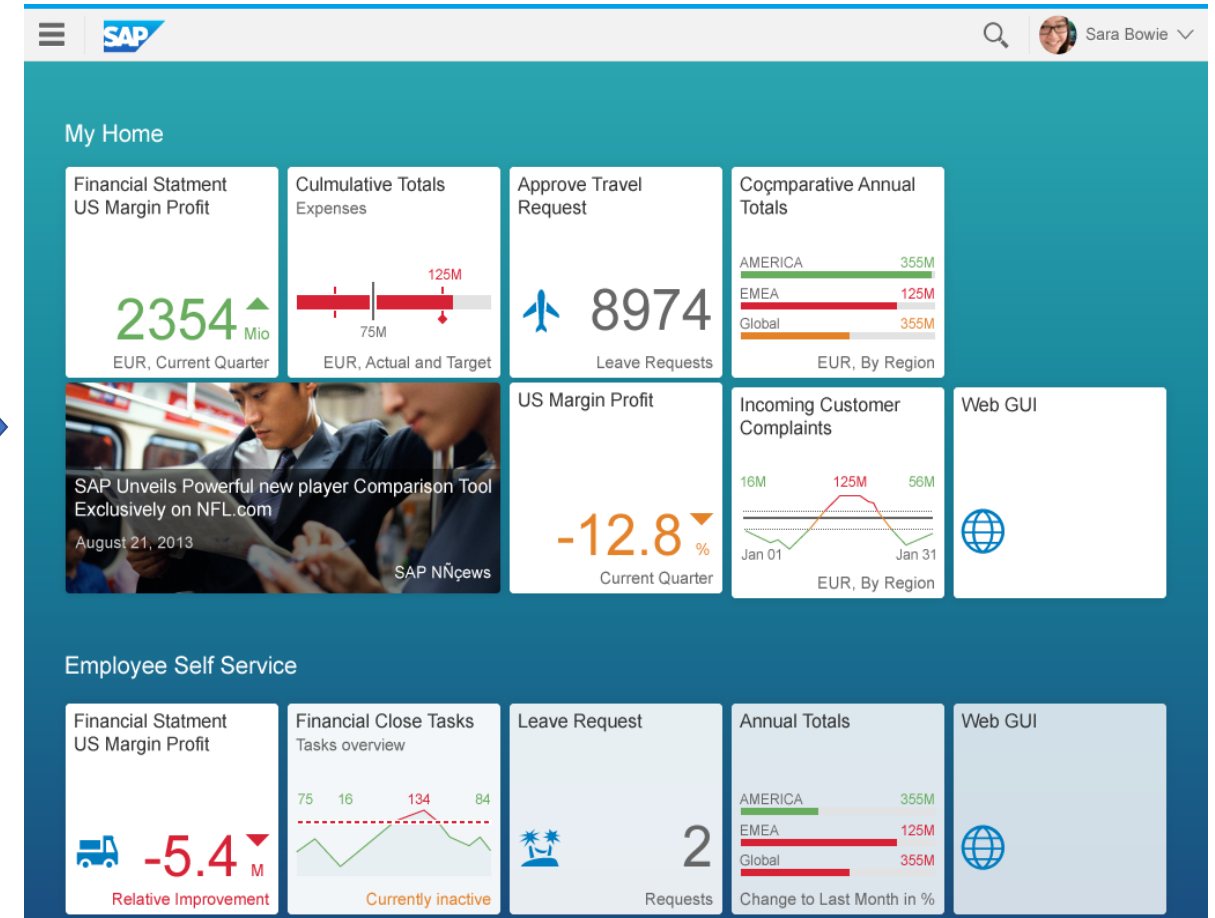 SAP
Sara Bowie
My Home
Financial Statment
US Margin Profit
2354
Mio
EUR, Current Quarter
Culmulative Totals
Expenses
125M
75M
EUR, Actual and Target
Approve Travel
Request
8974
Leave Requests
Coçmparative Annual
Totals
AMERICA 355M
EMEA 125M
Global 355M
EUR, By Region
SAP Unveils Powerful new player Comparison Tool
Exclusively on NFL.com
August 21, 2013
SAP NÑçews
US Margin Profit
-12.8
%
Current Quarter
Incoming Customer
Complaints
16M 125M 56M
Jan 01 Jan 31
EUR, By Region
Web GUI
Employee Self Service
Financial Statment
US Margin Profit
-5.4
M
Relative Improvement
Financial Close Tasks
Tasks overview
75 16 134 84
Currently inactive
Leave Request
2
Requests
Annual Totals
AMERICA 355M
EMEA 125M
Global 355M
Change to Last Month in %
Web GUI